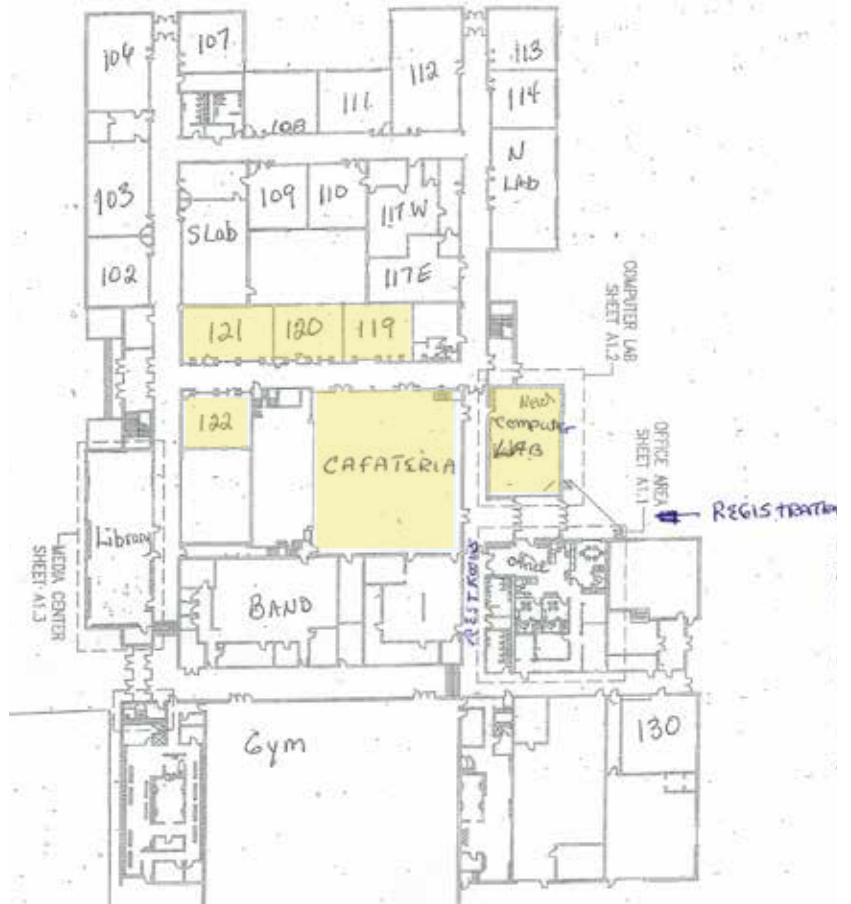 106
107
112
113
108
111
114
N
LAb
103
109
110
117 W
SLab
102
117E
COMPUTER LAB
SHEET A1.2
121
120
119
122
Computer
LAB
CAFATERIA
OFFICE AREA
SHEET A1.1
REGISTRATION
Library
MEDIA CENTER
SHEET A1.3
BAND
RESTROOMS
Office
Gym
130